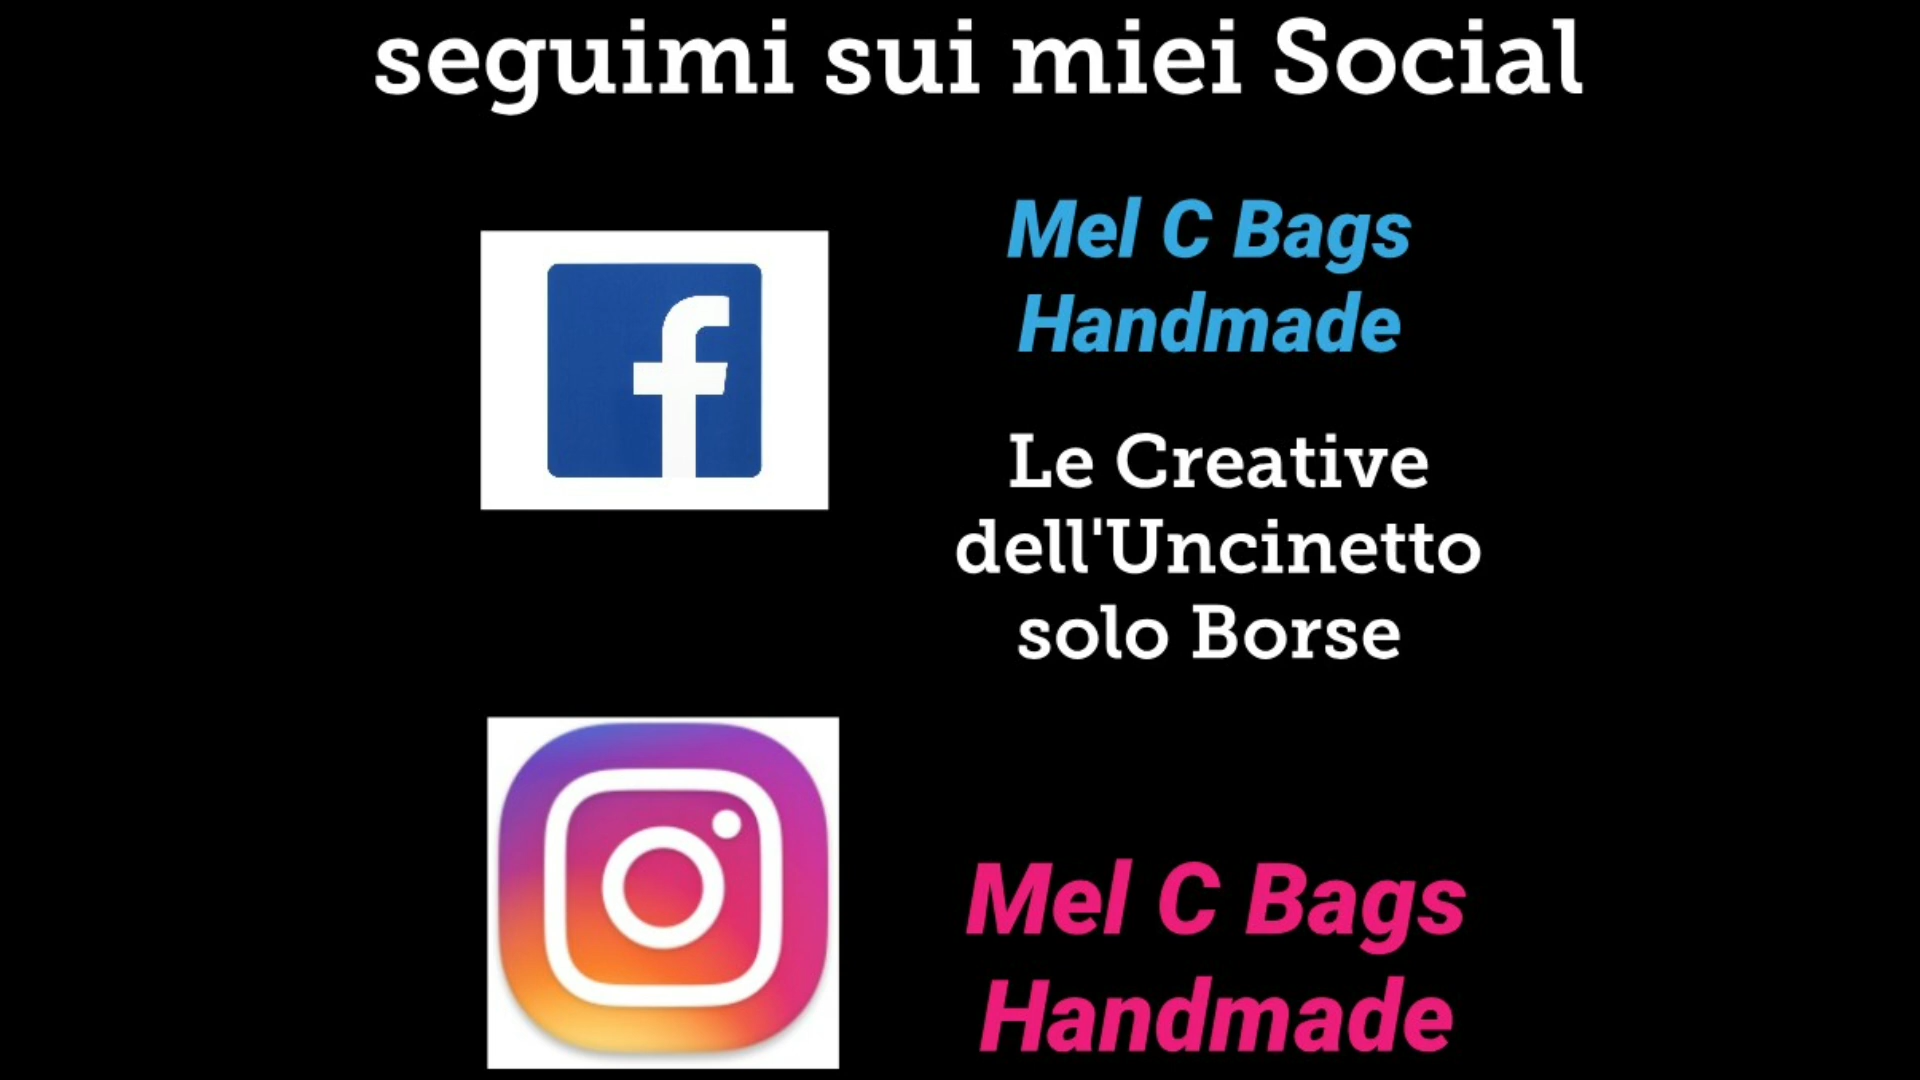 seguimi sui miei Social
Mel C Bags
Handmade
Le Creative
dell'Uncinetto
solo Borse
Mel C Bags
Handmade